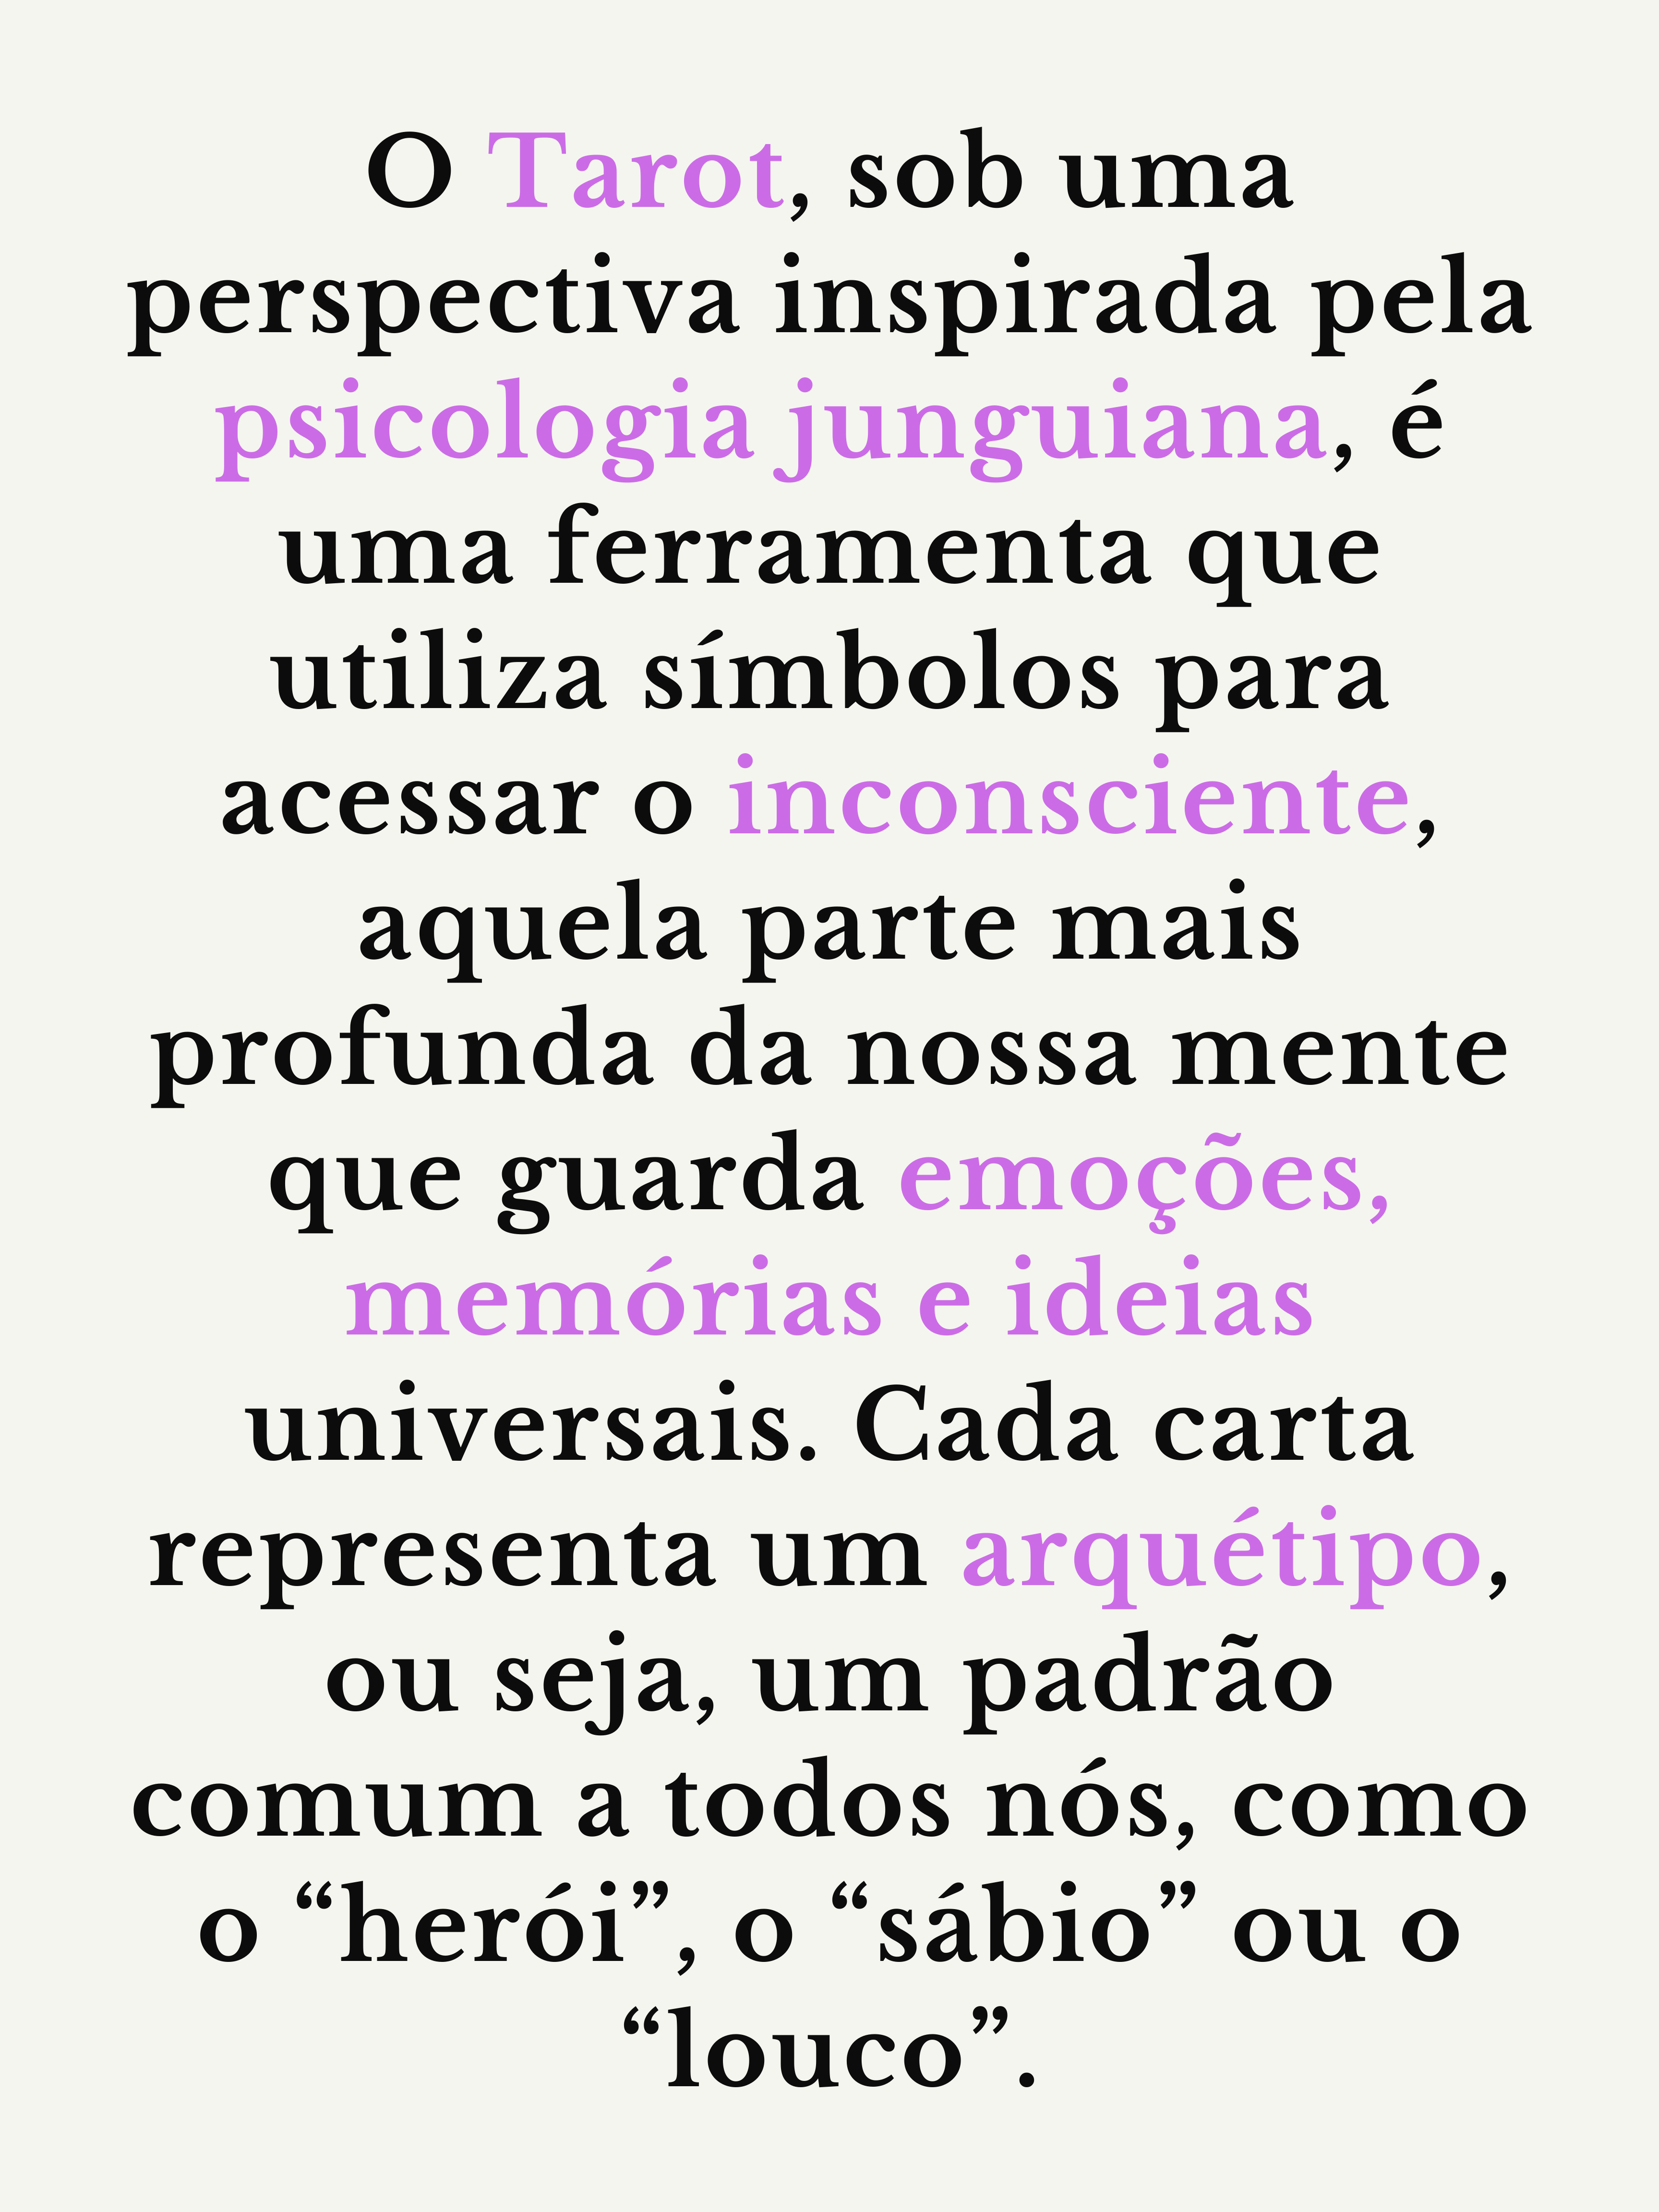 O Tarot, sob uma
perspectiva inspirada pela
psicologia junguiana, é
uma ferramenta que
utiliza símbolos para
acessar o inconsciente,
aquela parte mais
profunda da nossa mente
que guarda emoções,
memórias e ideias
universais. Cada carta
representa um arquétipo,
ou seja, um padrão
comum a todos nós, como
o “herói”, o “sábio” ou o
“louco”.